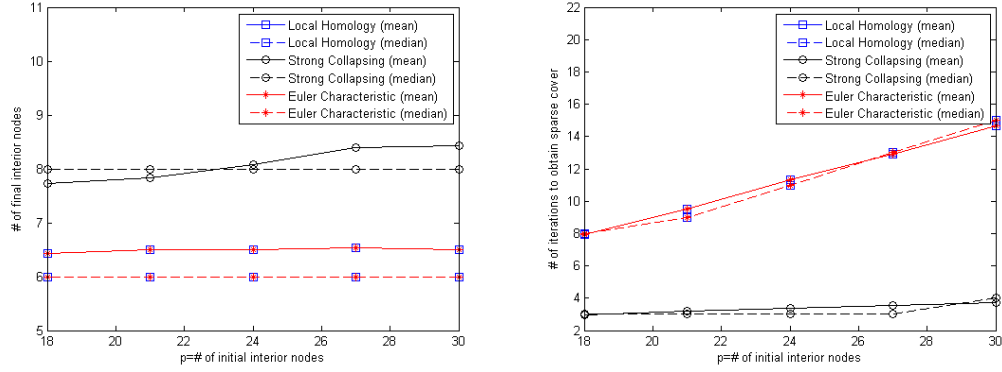 11
10
9
8
7
6
5
# of final interior nodes
Local Homology (mean)
Local Homology (median)
Strong Collapsing (mean)
Strong Collapsing (median)
Euler Characteristic (mean)
Euler Characteristic (median)
18 20 22 24 26 28 30
p=# of initial interior nodes
22
20
18
16
14
12
10
8
6
4
2
# of iterations to obtain sparse cover
Local Homology (mean)
Local Homology (median)
Strong Collapsing (mean)
Strong Collapsing (median)
Euler Characteristic (mean)
Euler Characteristic (median)
18 20 22 24 26 28 30
p=# of initial interior nodes